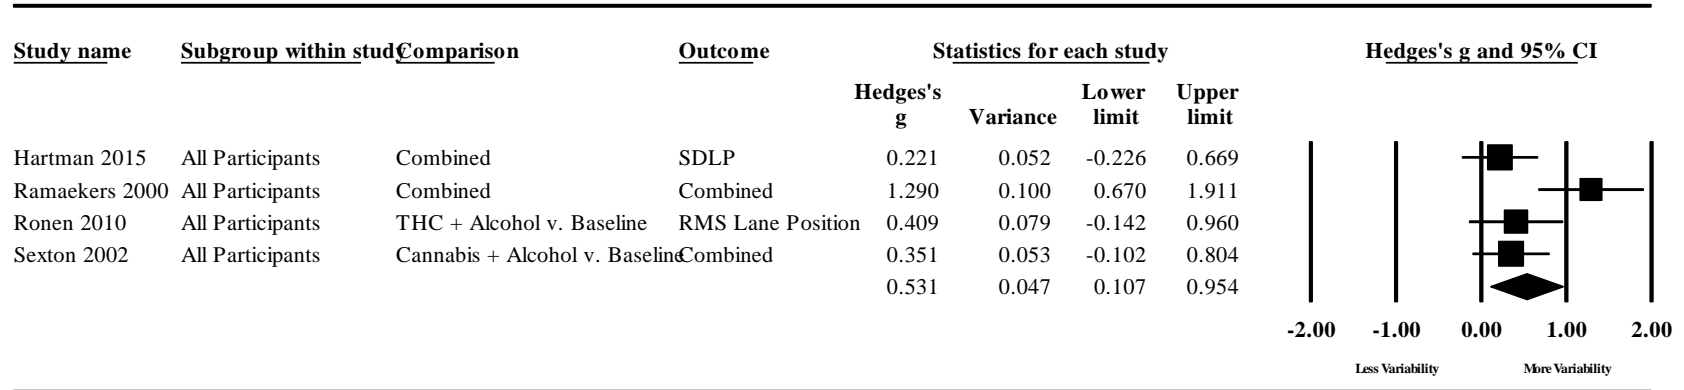 Study name Subgroup within study Comparison Outcome Statistics for each study Hedges's g and 95% CI
Hedges's g Variance Lower limit Upper limit
Hartman 2015 All Participants Combined SDLP 0.221 0.052 -0.226 0.669
Ramaekers 2000 All Participants Combined Combined 1.290 0.100 0.670 1.911
Ronen 2010 All Participants THC + Alcohol v. Baseline RMS Lane Position 0.409 0.079 -0.142 0.960
Sexton 2002 All Participants Cannabis + Alcohol v. Baseline Combined 0.351 0.053 -0.102 0.804
0.531 0.047 0.107 0.954
-2.00 -1.00 0.00 1.00 2.00
Less Variability More Variability